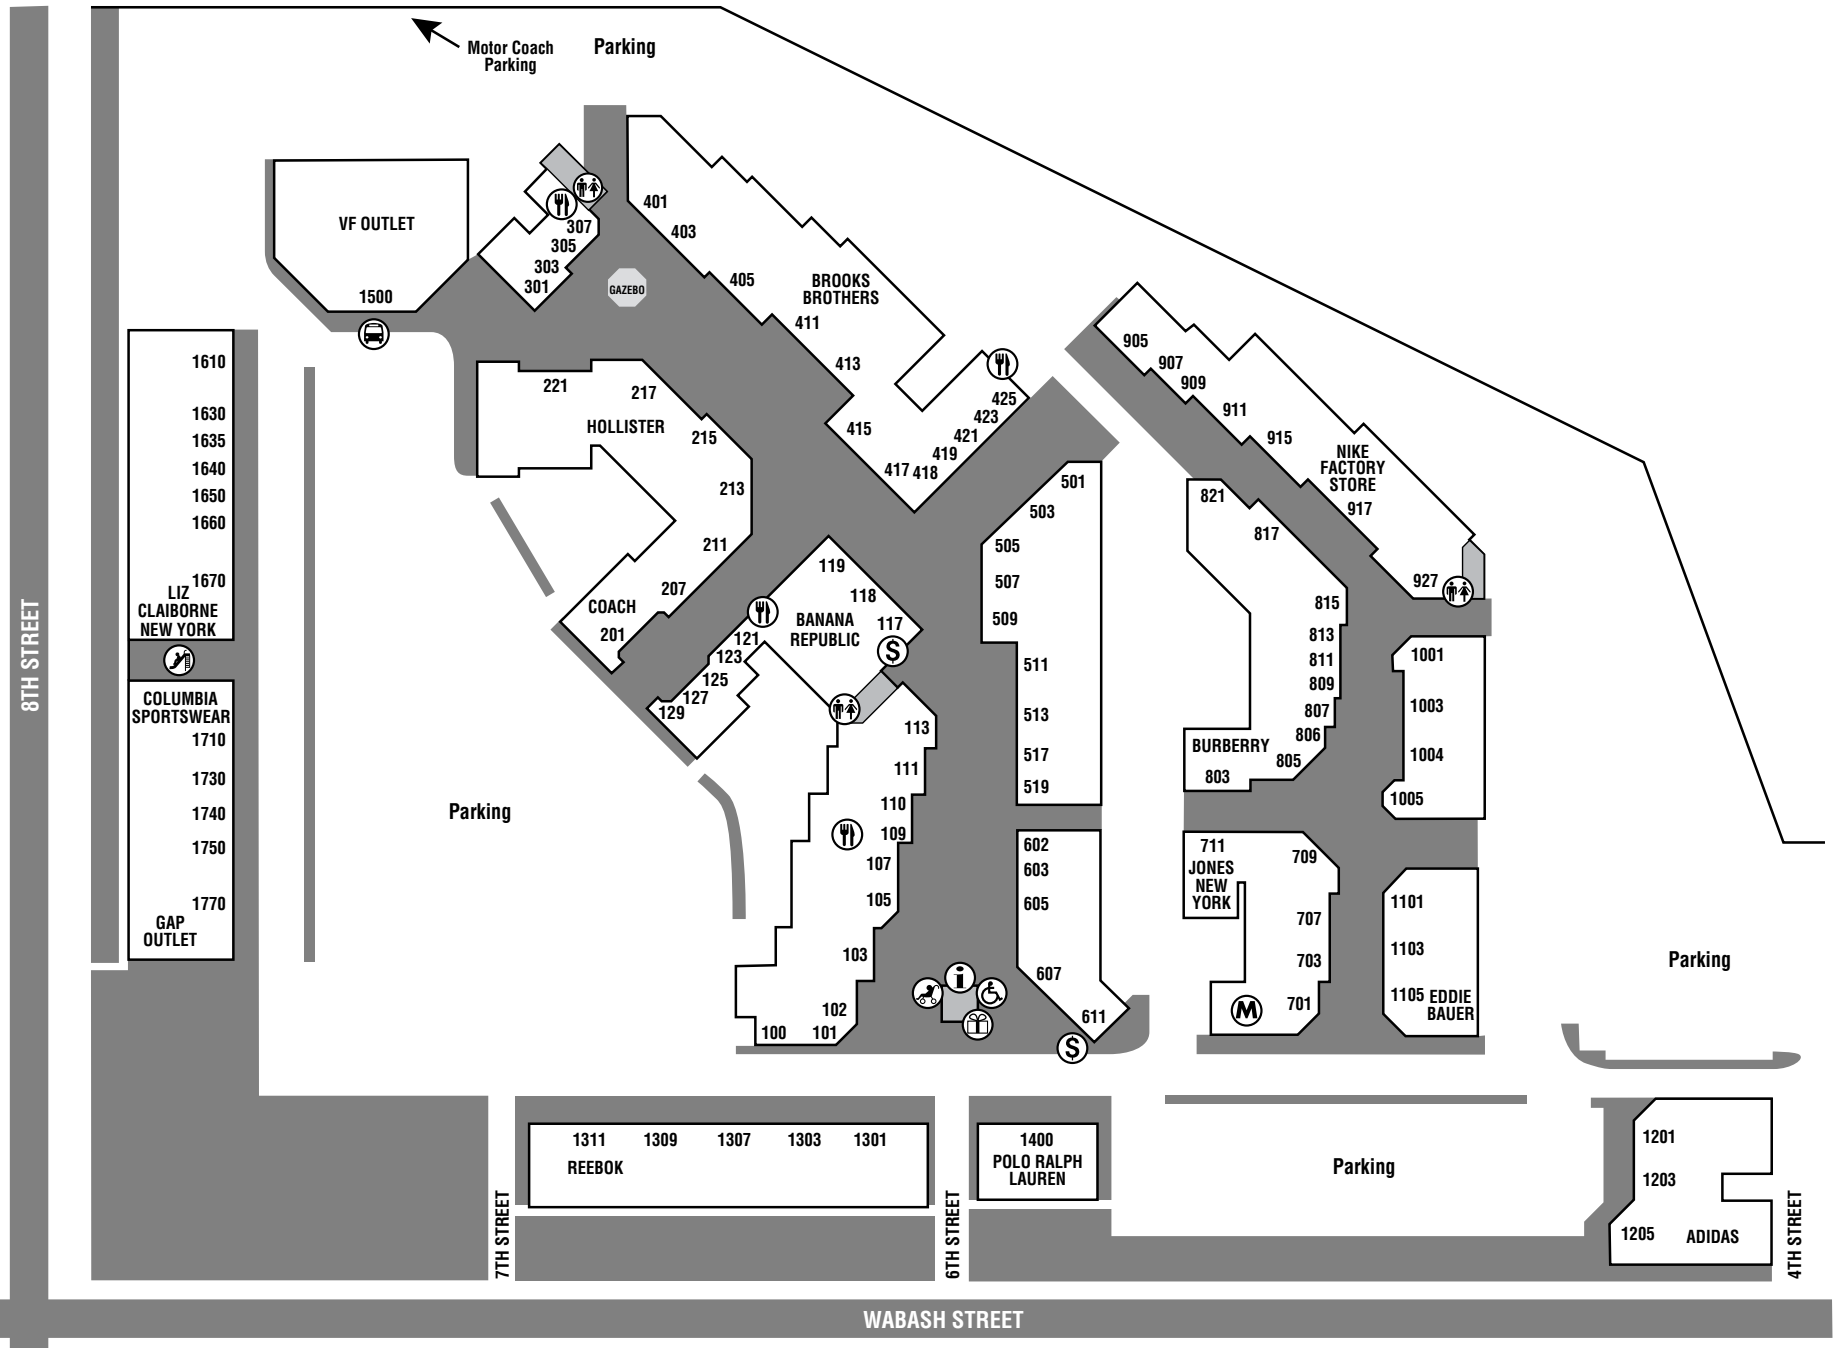 Motor Coach
Parking
Parking
VF OUTLET
1500
307
305
303
301
GAZEBO
401
403
405
BROOKS
BROTHERS
411
413
415
417
418
419
421
423
425
905
907
909
911
915
NIKE
FACTORY
STORE
917
927
1610
1630
1635
1640
1650
1660
1670
LIZ
CLAIBORNE
NEW YORK
COLUMBIA
SPORTSWEAR
1710
1730
1740
1750
1770
GAP
OUTLET
8TH STREET
221
217
HOLLISTER
215
213
211
207
COACH
201
119
118
117
BANANA
REPUBLIC
$
121
123
125
127
129
113
111
110
109
107
105
103
102
101
100
Parking
501
503
505
507
509
511
513
517
519
602
603
605
607
611
$
i
821
817
815
813
811
809
807
806
805
BURBERRY
803
711
JONES
NEW
YORK
709
707
703
701
M
1001
1003
1004
1005
1101
1103
1105
EDDIE
BAUER
Parking
1311
1309
1307
1303
1301
REEBOK
7TH STREET
6TH STREET
1400
POLO RALPH
LAUREN
Parking
1201
1203
1205
ADIDAS
4TH STREET
WABASH STREET